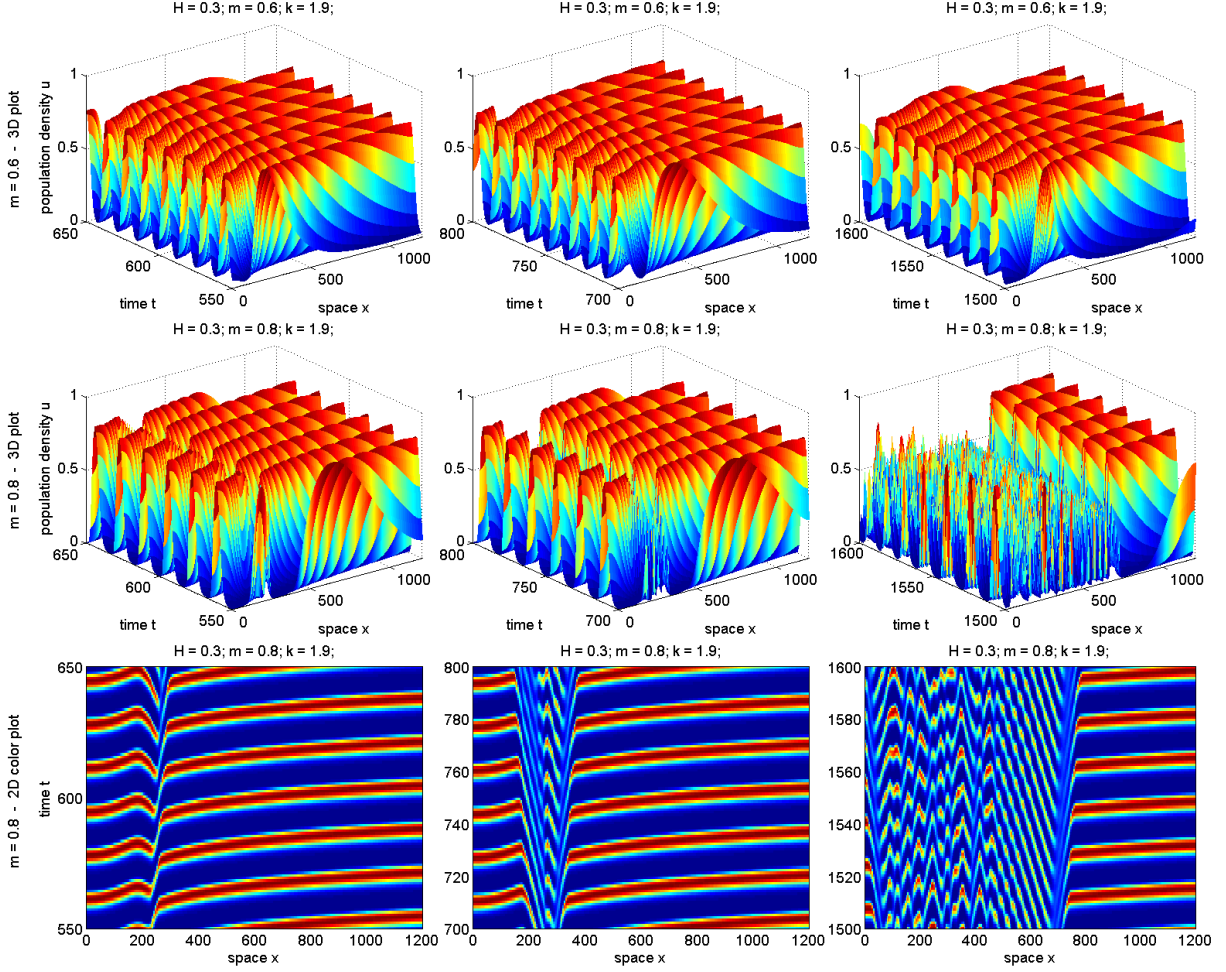 H = 0.3; m = 0.6; k = 1.9;
H = 0.3; m = 0.6; k = 1.9;
H = 0.3; m = 0.6; k = 1.9;
m = 0.6 - 3D plot
population density u
1
0.5
0
650
600
550
time t
0
500
1000
space x
1
0.5
0
800
750
700
time t
0
500
1000
space x
1
0.5
0
1600
1550
1500
time t
0
500
1000
space x
H = 0.3; m = 0.8; k = 1.9;
H = 0.3; m = 0.8; k = 1.9;
H = 0.3; m = 0.8; k = 1.9;
m = 0.8 - 3D plot
population density u
1
0.5
0
650
600
550
time t
0
500
1000
space x
1
0.5
0
800
750
700
time t
0
500
1000
space x
1
0.5
0
1600
1550
1500
time t
0
500
1000
space x
H = 0.3; m = 0.8; k = 1.9;
H = 0.3; m = 0.8; k = 1.9;
H = 0.3; m = 0.8; k = 1.9;
m = 0.8 - 2D color plot
time t
650
600
550
0 200 400 600 800 1000 1200
space x
800
780
760
740
720
700
0 200 400 600 800 1000 1200
space x
1600
1580
1560
1540
1520
1500
0 200 400 600 800 1000 1200
space x